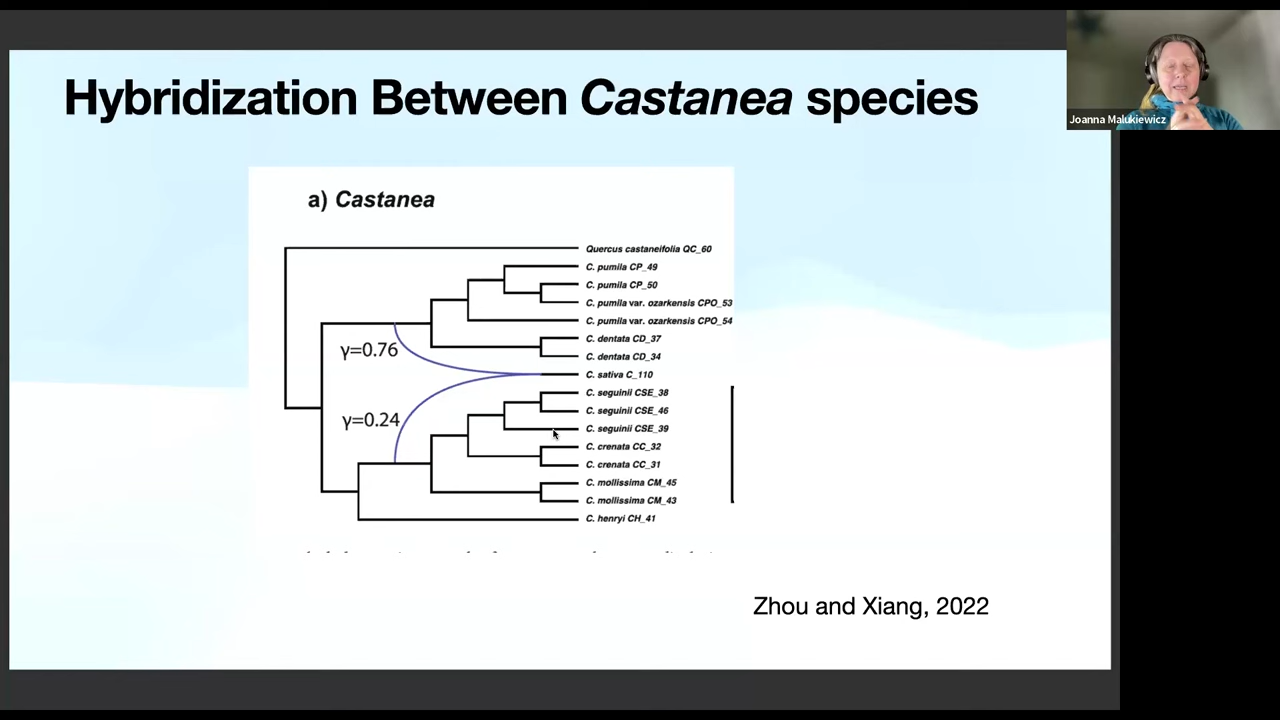 Hybridization Between Castanea species
Joanna Malukiewicz
a) Castanea
Quercus castaneifolia QC_60
C. pumila CP_49
C. pumila CP_50
C. pumila var. ozarkensis CPO_53
C. pumila var. ozarkensis CPO_54
C. dentata CD_37
γ=0.76
C. dentata CD_34
C. sativa C_110
C. seguinii CSE_38
C. seguinii CSE_46
γ=0.24
C. seguinii CSE_39
C. crenata CC_32
C. crenata CC_31
C. mollissima CM_45
C. mollissima CM_43
C. henryi CH_41
Zhou and Xiang, 2022